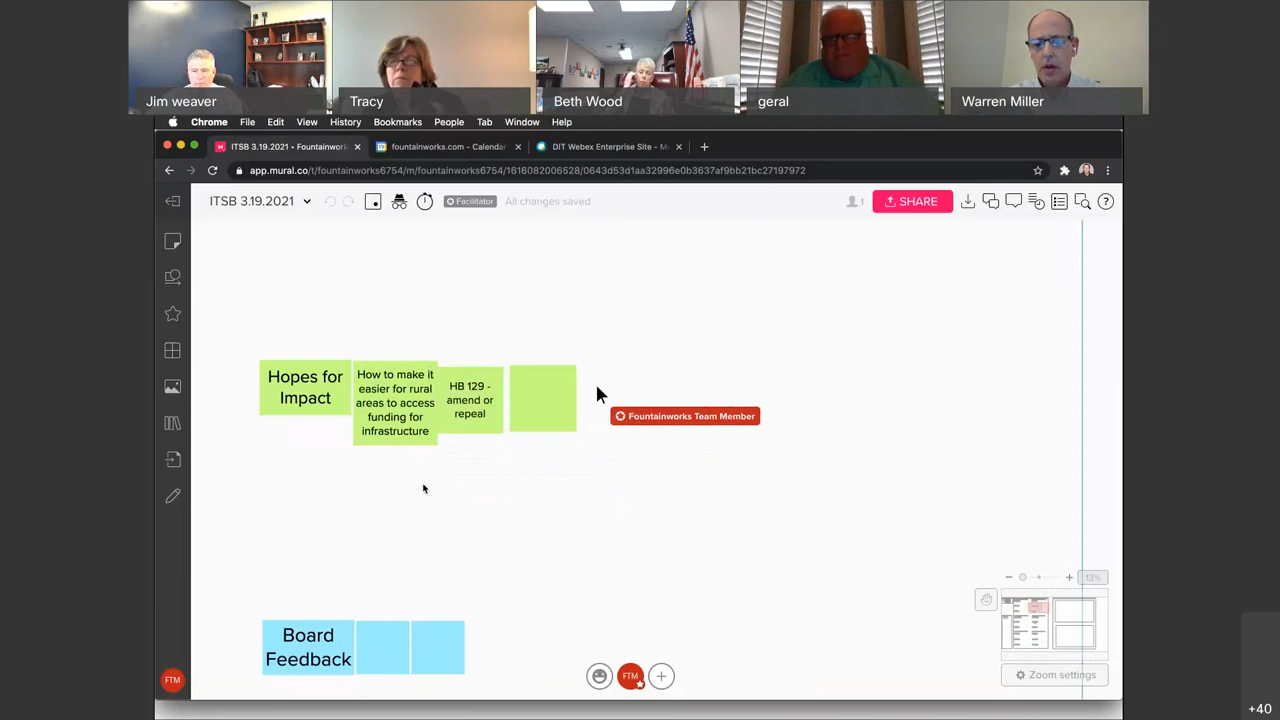 Jim weaver
Tracy
Beth Wood
geral
Warren Miller
Chrome File Edit View History Bookmarks People Tab Window Help
ITSB 3.19.2021 • Fountainwork
fountainworks.com - Calendar
DIT Webex Enterprise Site - M
app.mural.co/t/fountainworks6754/m/fountainworks6754/1616082006528/0643d53d1aa32996e0b3637af9bb21bc27197972
ITSB 3.19.2021
Facilitator
All changes saved
1
SHARE
?
Hopes for
Impact
How to make it
easier for rural
areas to access
funding for
infrastructure
HB 129 -
amend or
repeal
Fountainworks Team Member
13%
Board
Feedback
Zoom settings
FTM
FTM
+40